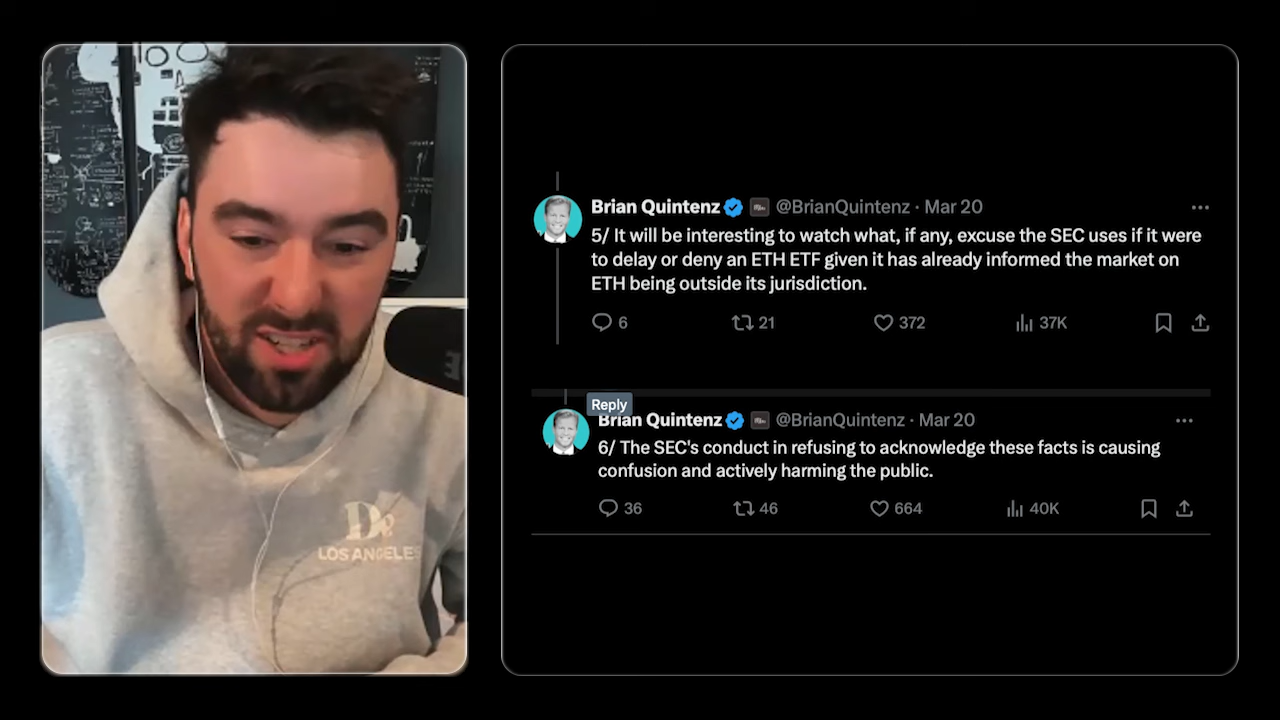 Brian Quintenz @BrianQuintenz · Mar 20
5/ It will be interesting to watch what, if any, excuse the SEC uses if it were
to delay or deny an ETH ETF given it has already informed the market on
ETH being outside its jurisdiction.
6 21 372 37K
Reply
Brian Quintenz @BrianQuintenz · Mar 20
6/ The SEC's conduct in refusing to acknowledge these facts is causing
confusion and actively harming the public.
36 46 664 40K
LOS ANGELES